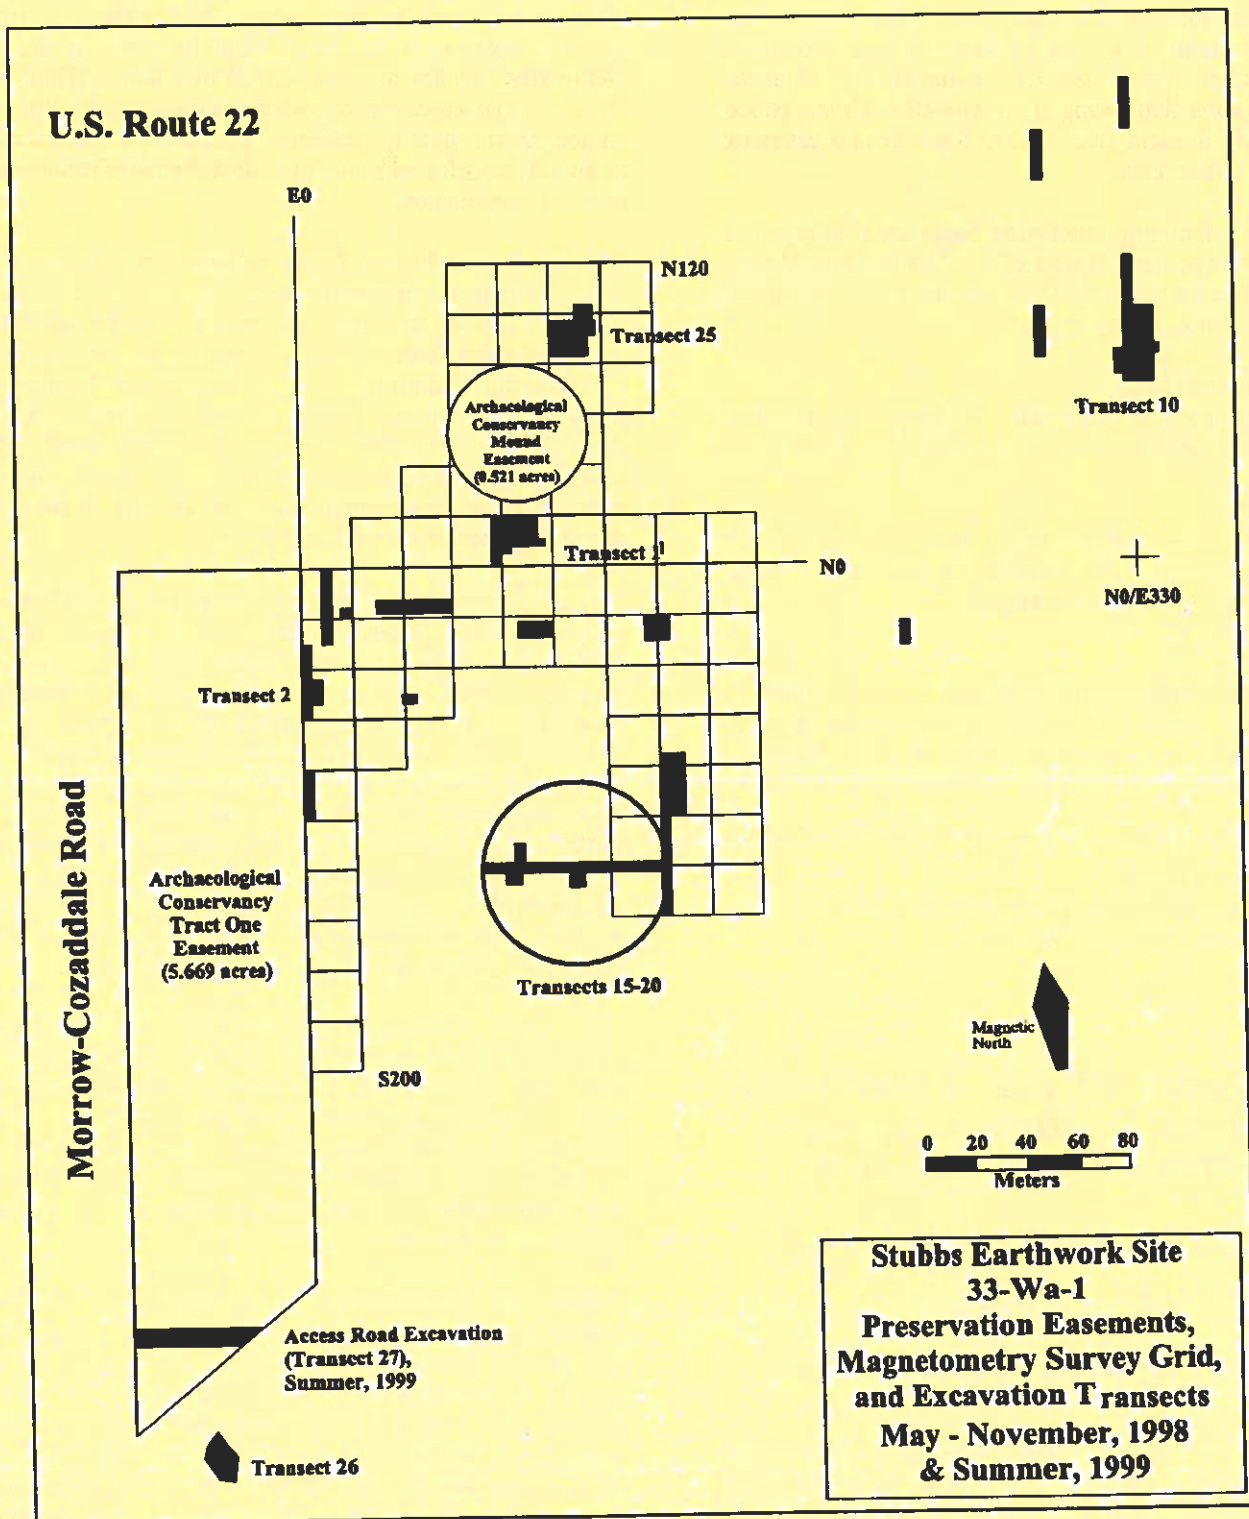 U.S. Route 22
E0
N120
Transect 25
Archaeological
Conservancy
Mound
Easement
(0.521 acres)
Transect 10
Transect 1
N0
N0/E330
Transect 2
Morrow-Cozaddale Road
Archaeological
Conservancy
Tract One
Easement
(5.669 acres)
Transects 15-20
Magnetic
North
S200
0 20 40 60 80
Meters
Access Road Excavation
(Transect 27),
Summer, 1999
Transect 26
Stubbs Earthwork Site
33-Wa-1
Preservation Easements,
Magnetometry Survey Grid,
and Excavation Transects
May - November, 1998
& Summer, 1999